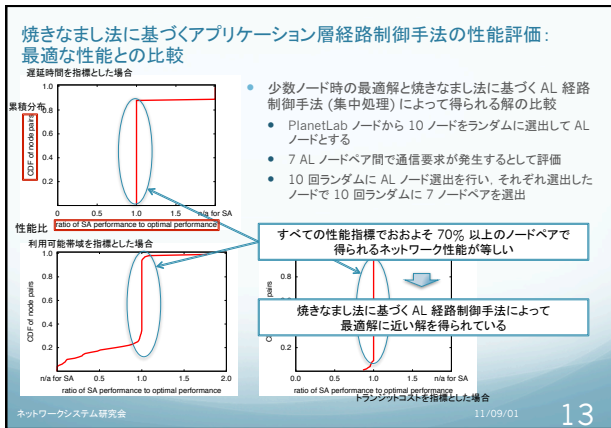 焼きなまし法に基づくアプリケーション層経路制御手法の性能評価：
最適な性能との比較
遅延時間を指標とした場合
累積分布
CDF of node pairs
1.0
0.8
0.6
0.4
0.2
0
0.5
1.0
1.5
2.0
n/a for SA
性能比
ratio of SA performance to optimal performance
少数ノード時の最適解と焼きなまし法に基づく AL 経路
制御手法 (集中処理) によって得られる解の比較
PlanetLab ノードから 10 ノードをランダムに選出して AL
ノードとする
7 AL ノードペア間で通信要求が発生するとして評価
10 回ランダムに AL ノード選出を行い, それぞれ選出した
ノードで 10 回ランダムに 7 ノードペアを選出
すべての性能指標でおおよそ 70% 以上のノードペアで
得られるネットワーク性能が等しい
焼きなまし法に基づく AL 経路制御手法によって
最適解に近い解を得られている
利用可能帯域を指標とした場合
CDF of node pairs
1.0
0.8
0.6
0.4
0.2
n/a for SA
0.5
1.0
1.5
2.0
ratio of SA performance to optimal performance
0.8
0.2
n/a for SA
0.5
1.0
1.5
2.0
ratio of SA performance to optimal performance
トランジットコストを指標とした場合
ネットワークシステム研究会
11/09/01
13